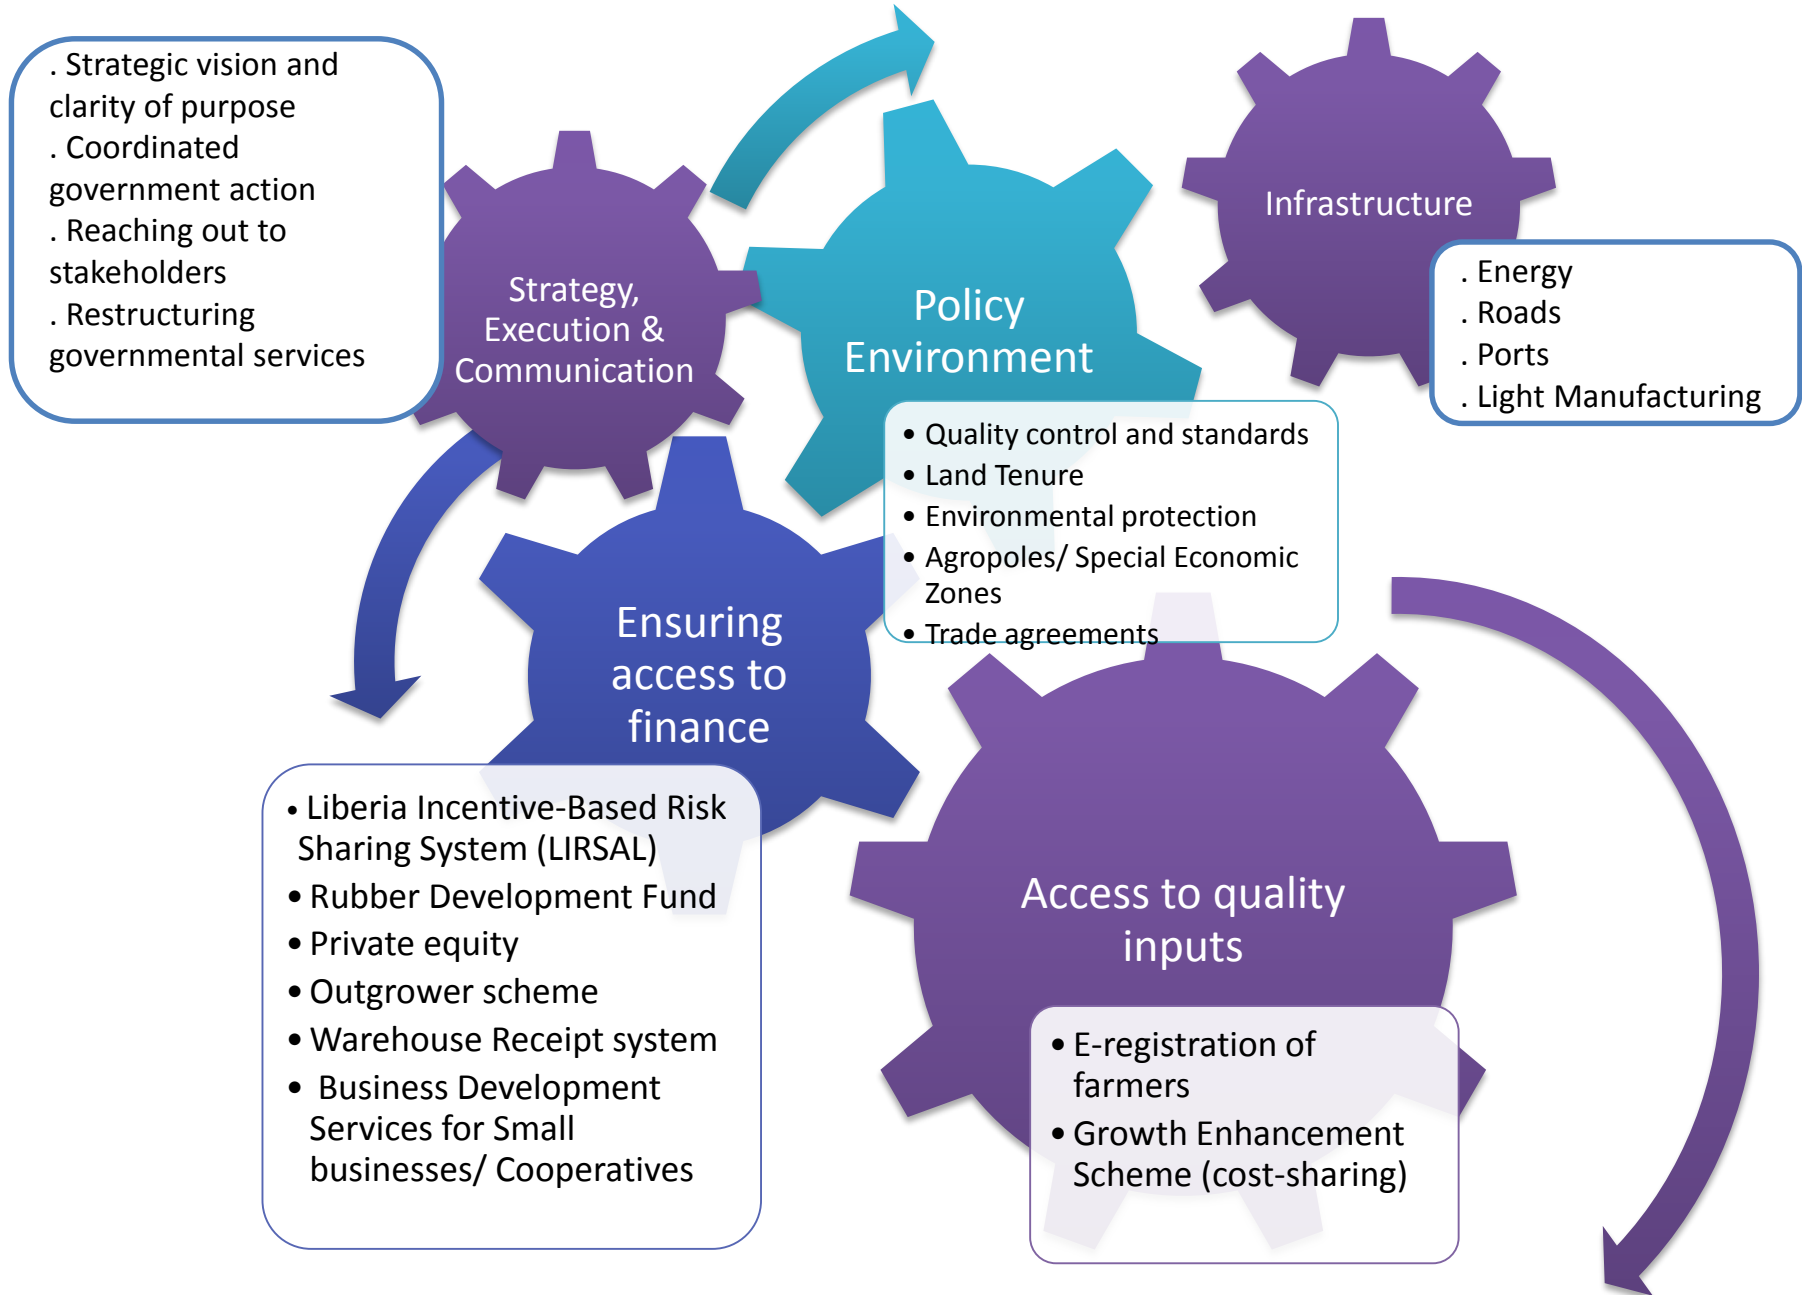 . Strategic vision and
clarity of purpose
. Coordinated
government action
. Reaching out to
stakeholders
. Restructuring
governmental services
Strategy,
Execution &
Communication
Policy
Environment
• Quality control and standards
• Land Tenure
• Environmental protection
• Agropoles/ Special Economic
Zones
• Trade agreements
Infrastructure
. Energy
. Roads
. Ports
. Light Manufacturing
Ensuring
access to
finance
• Liberia Incentive-Based Risk
Sharing System (LIRSAL)
• Rubber Development Fund
• Private equity
• Outgrower scheme
• Warehouse Receipt system
• Business Development
Services for Small
businesses/ Cooperatives
Access to quality
inputs
• E-registration of
farmers
• Growth Enhancement
Scheme (cost-sharing)